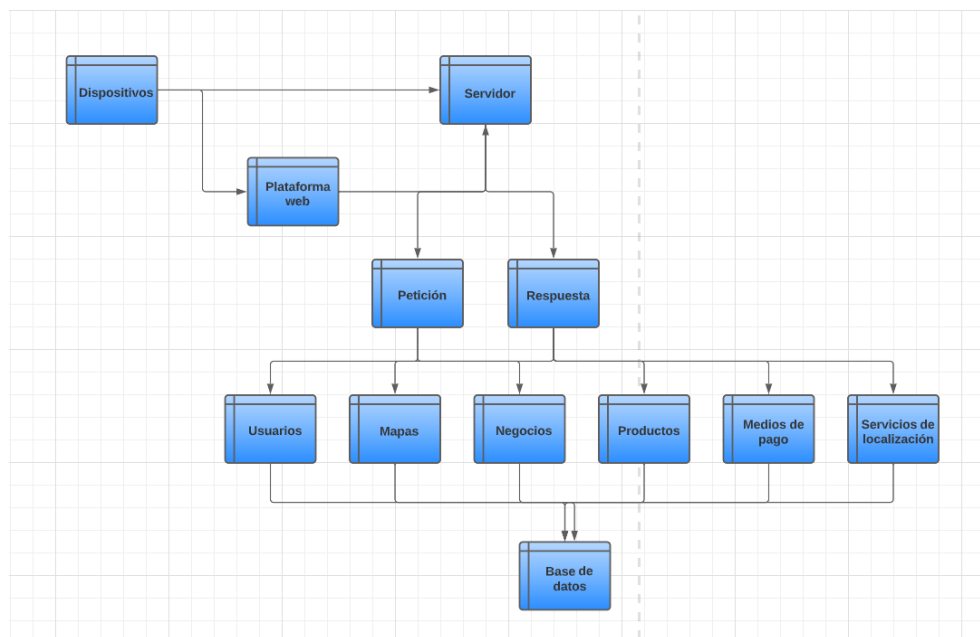 Dispositivos
Servidor
Plataforma
web
Petición
Respuesta
Usuarios
Mapas
Negocios
Productos
Medios de
pago
Servicios de
localización
Base de
datos